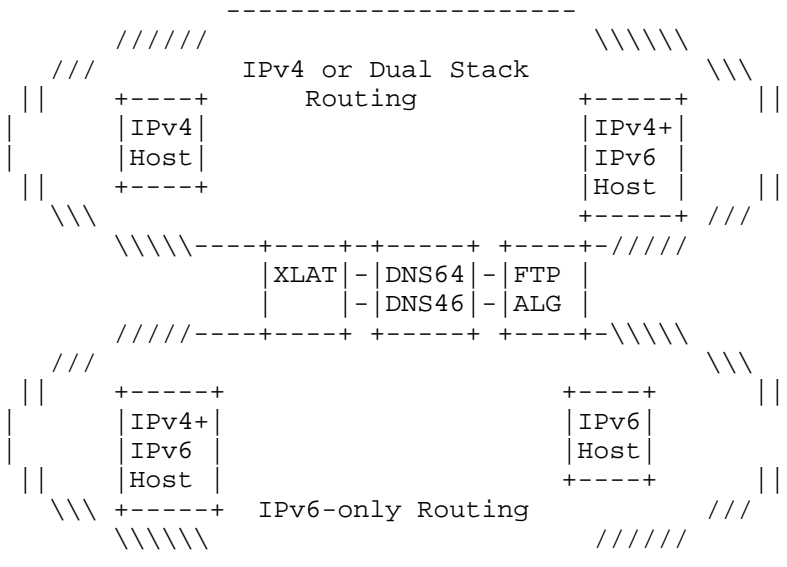 IPv4 or Dual Stack
Routing
IPv4
Host
IPv4+
IPv6
Host
XLAT
DNS64
DNS46
FTP
ALG
IPv4+
IPv6
Host
IPv6
Host
IPv6-only Routing